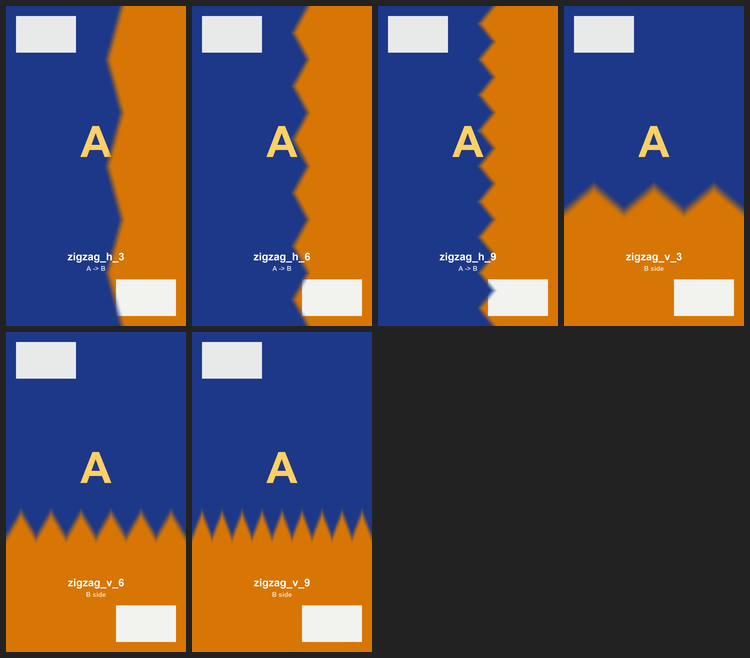 A
zigzag_h_3
A -> B
A
zigzag_h_6
A -> B
A
zigzag_h_9
A -> B
A
zigzag_v_3
B side
A
zigzag_v_6
B side
A
zigzag_v_9
B side